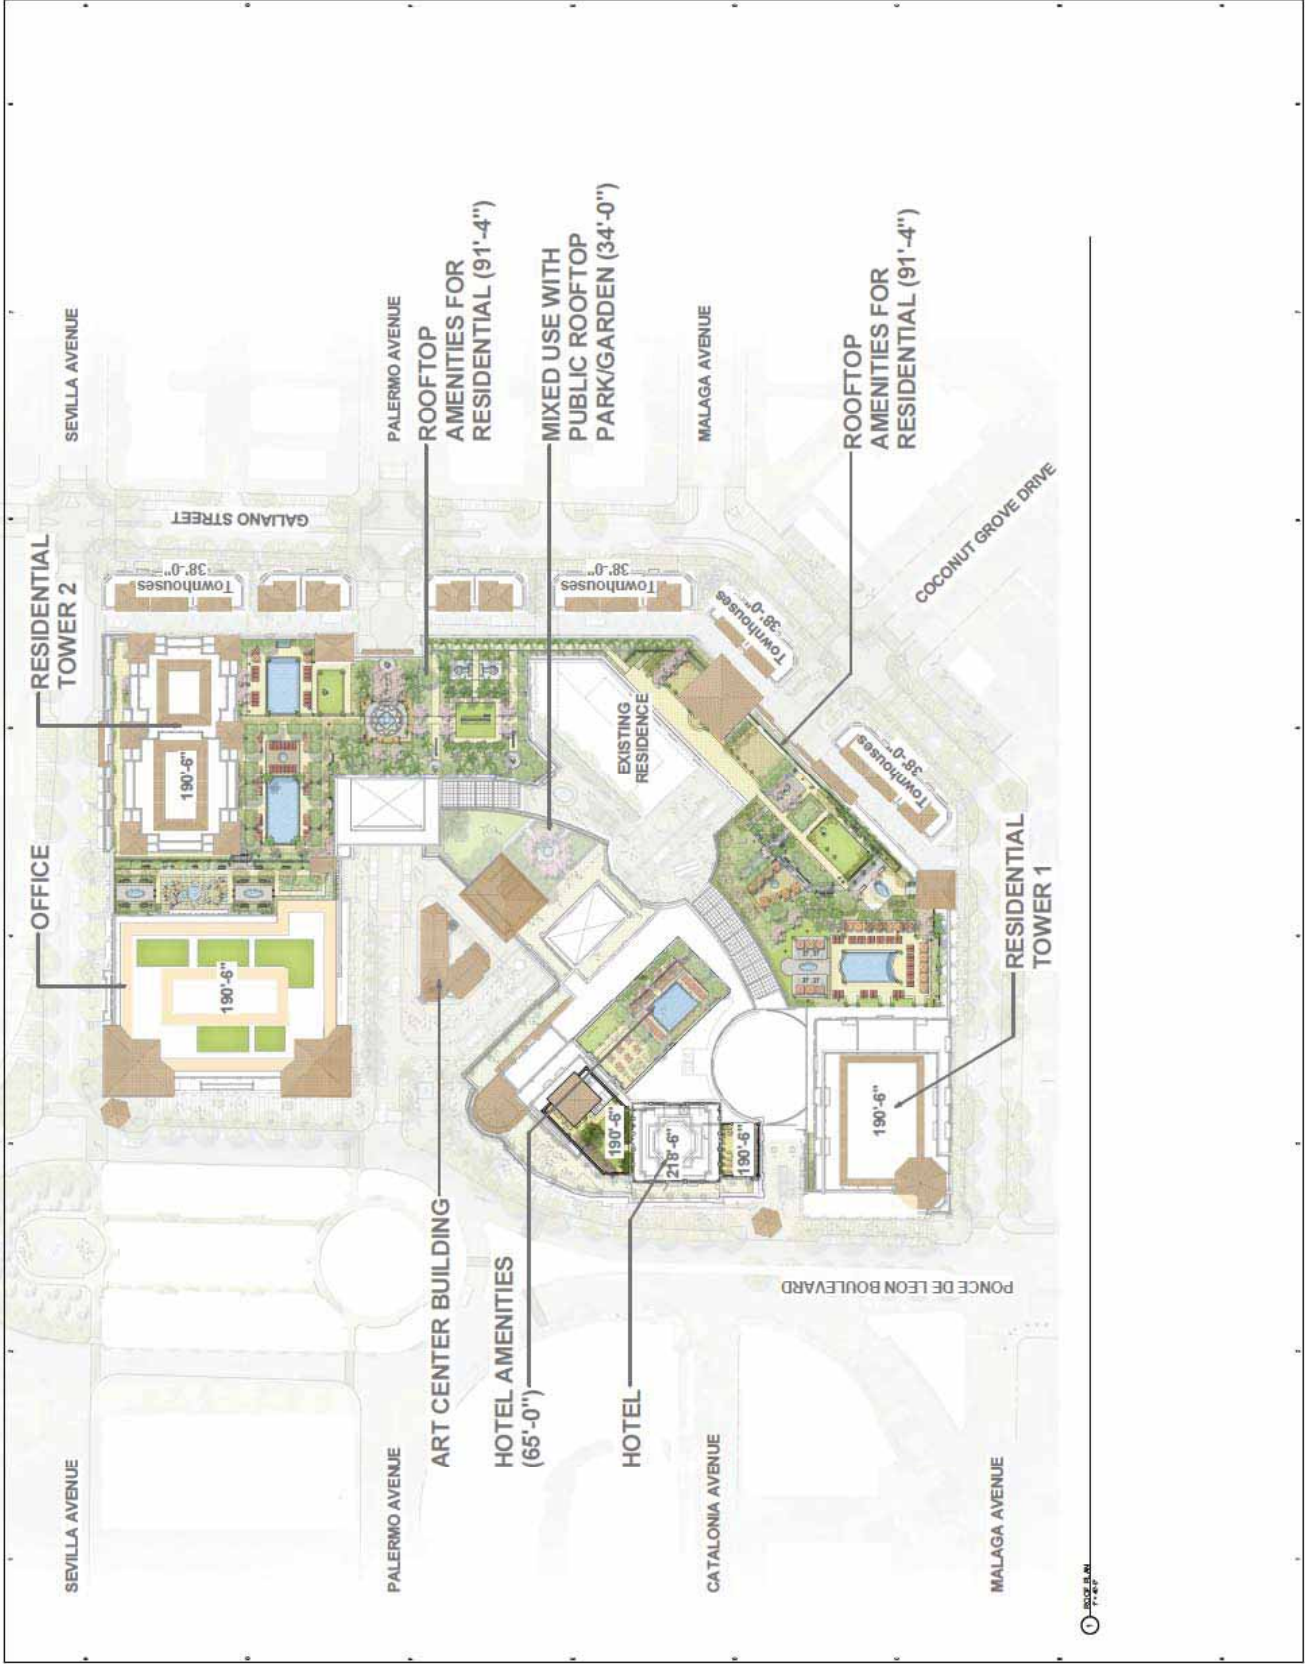 SEVILLA AVENUE
PALERMO AVENUE
CATALONIA AVENUE
MALAGA AVENUE
ART CENTER BUILDING
HOTEL AMENITIES
(65'-0")
HOTEL
PONCE DE LEON BOULEVARD
OFFICE
190'-6"
RESIDENTIAL
TOWER 2
190'-6"
190'-6"
218'-6"
190'-6"
190'-6"
RESIDENTIAL
TOWER 1
EXISTING
RESIDENCE
Townhouses
38'-0"
Townhouses
38'-0"
Townhouses
38'-0"
Townhouses
38'-0"
GALIANO STREET
COCONUT GROVE DRIVE
SEVILLA AVENUE
PALERMO AVENUE
ROOFTOP
AMENITIES FOR
RESIDENTIAL (91'-4")
MIXED USE WITH
PUBLIC ROOFTOP
PARK/GARDEN (34'-0")
MALAGA AVENUE
ROOFTOP
AMENITIES FOR
RESIDENTIAL (91'-4")
1
ROOF PLAN